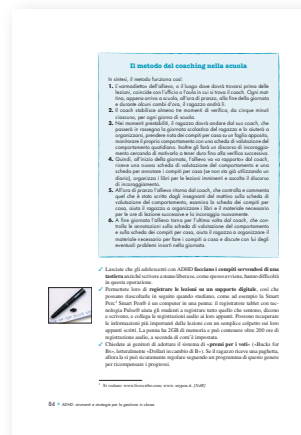 Il metodo del coaching nella scuola
In sintesi, il metodo funziona così:
1. L'«armadietto» dell'allievo, o il luogo dove dovrà trovarsi prima delle
lezioni, coincide con l'ufficio o l'aula in cui si trova il coach. Ogni mat-
tina, appena arriva a scuola, all'ora di pranzo, alla fine della giornata
e durante alcuni cambi d'ora, il ragazzo andrà lì.
2. Il coach stabilisce almeno tre momenti di verifica, da cinque minuti
ciascuno, per ogni giorno di scuola.
3. Nei momenti prestabiliti, il ragazzo dovrà andare dal suo coach, che
passerà in rassegna la giornata scolastica del ragazzo e lo aiuterà a
organizzarsi, prendere nota dei compiti per casa su un foglio apposito,
monitorare il proprio comportamento con una scheda di valutazione del
comportamento quotidiano. Inoltre gli farà un discorso di incoraggia-
mento cercando di motivarlo a tener duro fino alla verifica successiva.
4. Quindi, all'inizio della giornata, l'allievo va «a rapporto» dal coach,
riceve una nuova scheda di valutazione del comportamento e una
scheda per annotare i compiti per casa (se non sta già utilizzando un
diario), organizza i libri per le lezioni imminenti e ascolta il discorso
di incoraggiamento.
5. All'ora di pranzo l'allievo ritorna dal coach, che controlla e commenta
quel che è stato scritto dagli insegnanti del mattino sulla scheda di
valutazione del comportamento, esamina la scheda dei compiti per
casa, aiuta il ragazzo a organizzare i libri e il materiale necessario
per le ore di lezione successive e lo incoraggia nuovamente.
6. A fine giornata l'allievo torna per l'ultima volta dal coach, che con-
trolla le annotazioni sulla scheda di valutazione del comportamento
e sulla scheda dei compiti per casa, aiuta il ragazzo a organizzare il
materiale necessario per fare i compiti a casa e discute con lui degli
eventuali problemi insorti nella giornata.
✓ Lasciate che gli adolescenti con ADHD facciano i compiti servendosi di una
tastiera anziché scrivere a mano libera se, come spesso avviene, hanno difficoltà
in questa operazione.
✓ Permettete loro di registrare le lezioni su un supporto digitale, così che
possano riascoltarle in seguito quando studiano, come ad esempio la Smart
Pen.¹ Smart Pen® è un computer in una penna: il registratore tablet con tec-
nologia Pulse® aiuta gli studenti a registrare tutto quello che sentono, dicono
e scrivono, e collega le registrazioni audio ai loro appunti. Possono recuperare
le informazioni più importanti delle lezioni con un semplice colpetto sui loro
appunti scritti. La penna ha 2GB di memoria e può contenere oltre 200 ore di
registrazione audio, a seconda di com'è impostata.
✓ Chiedete ai genitori di adottare il sistema di «premi per i voti» («Bucks for
Bs», letteralmente «Dollari in cambio di B»). Se il ragazzo riceve una paghetta,
allora la si può sicuramente regolare seguendo un programma di questo genere
per ricompensare i progressi.
84 • ADHD: strumenti e strategie per la gestione in classe